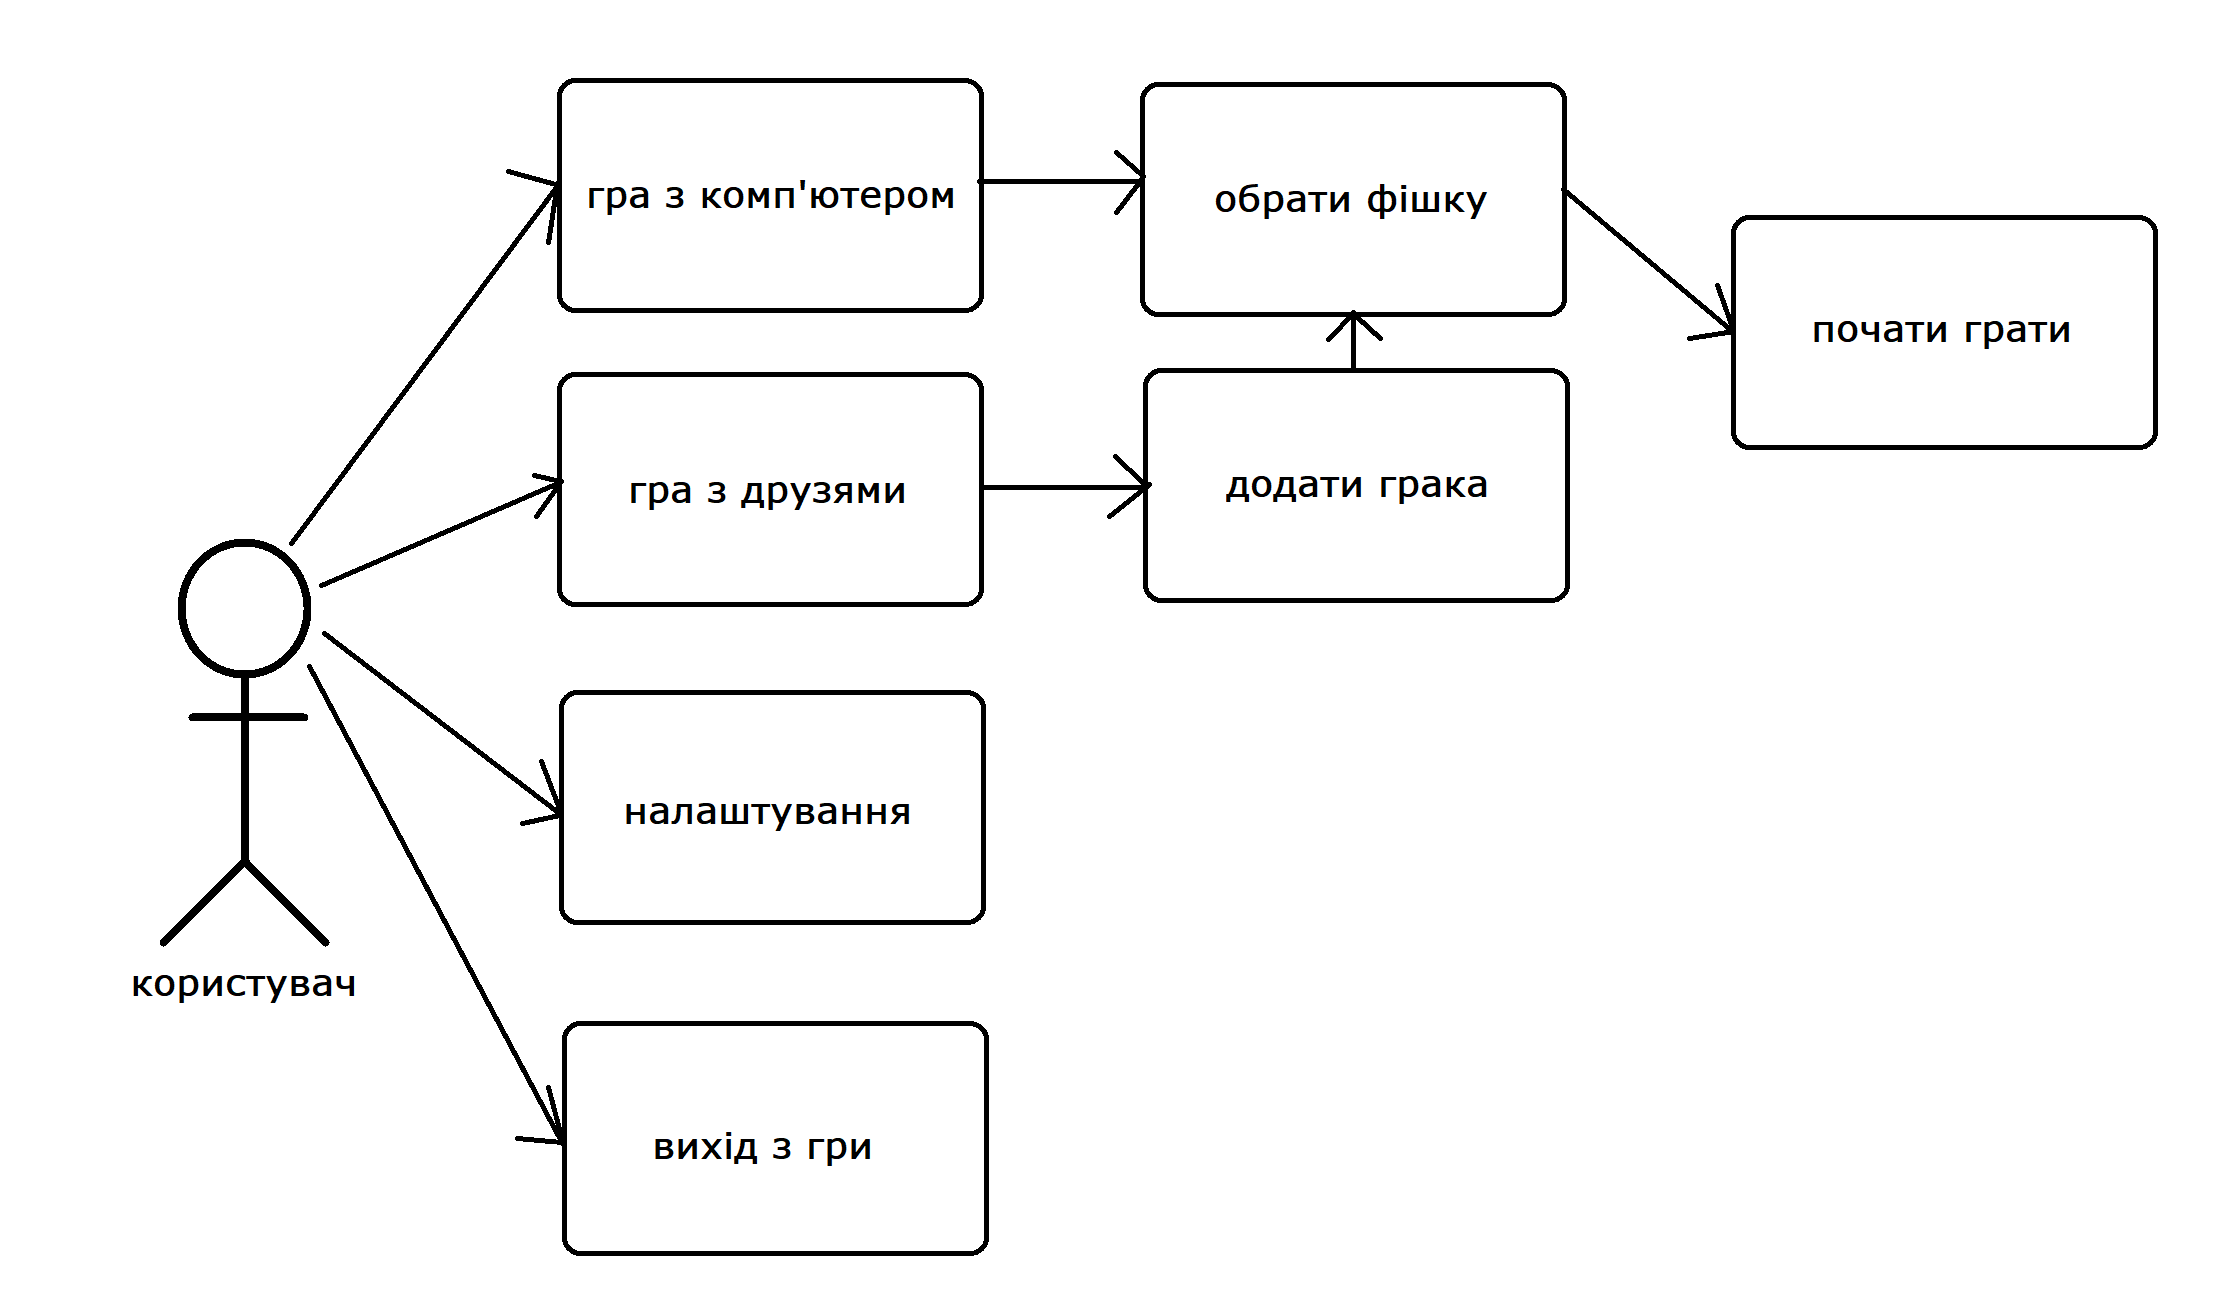 гра з комп'ютером
обрати фішку
почати грати
гра з друзями
додати грака
налаштування
користувач
вихід з гри